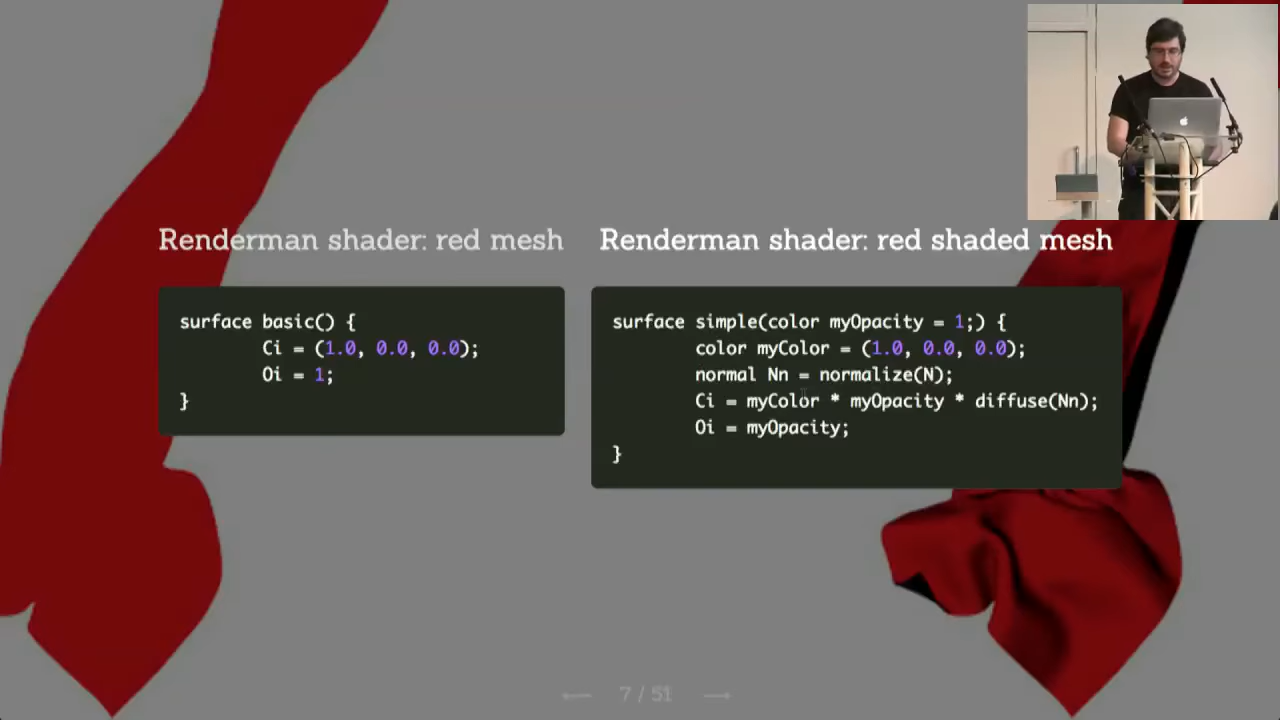 Renderman shader: red mesh
surface basic() {
Ci = (1.0, 0.0, 0.0);
Oi = 1;
}
Renderman shader: red shaded mesh
surface simple(color myOpacity = 1;) {
color myColor = (1.0, 0.0, 0.0);
normal Nn = normalize(N);
Ci = myColor * myOpacity * diffuse(Nn);
Oi = myOpacity;
}
← 7 / 51 →